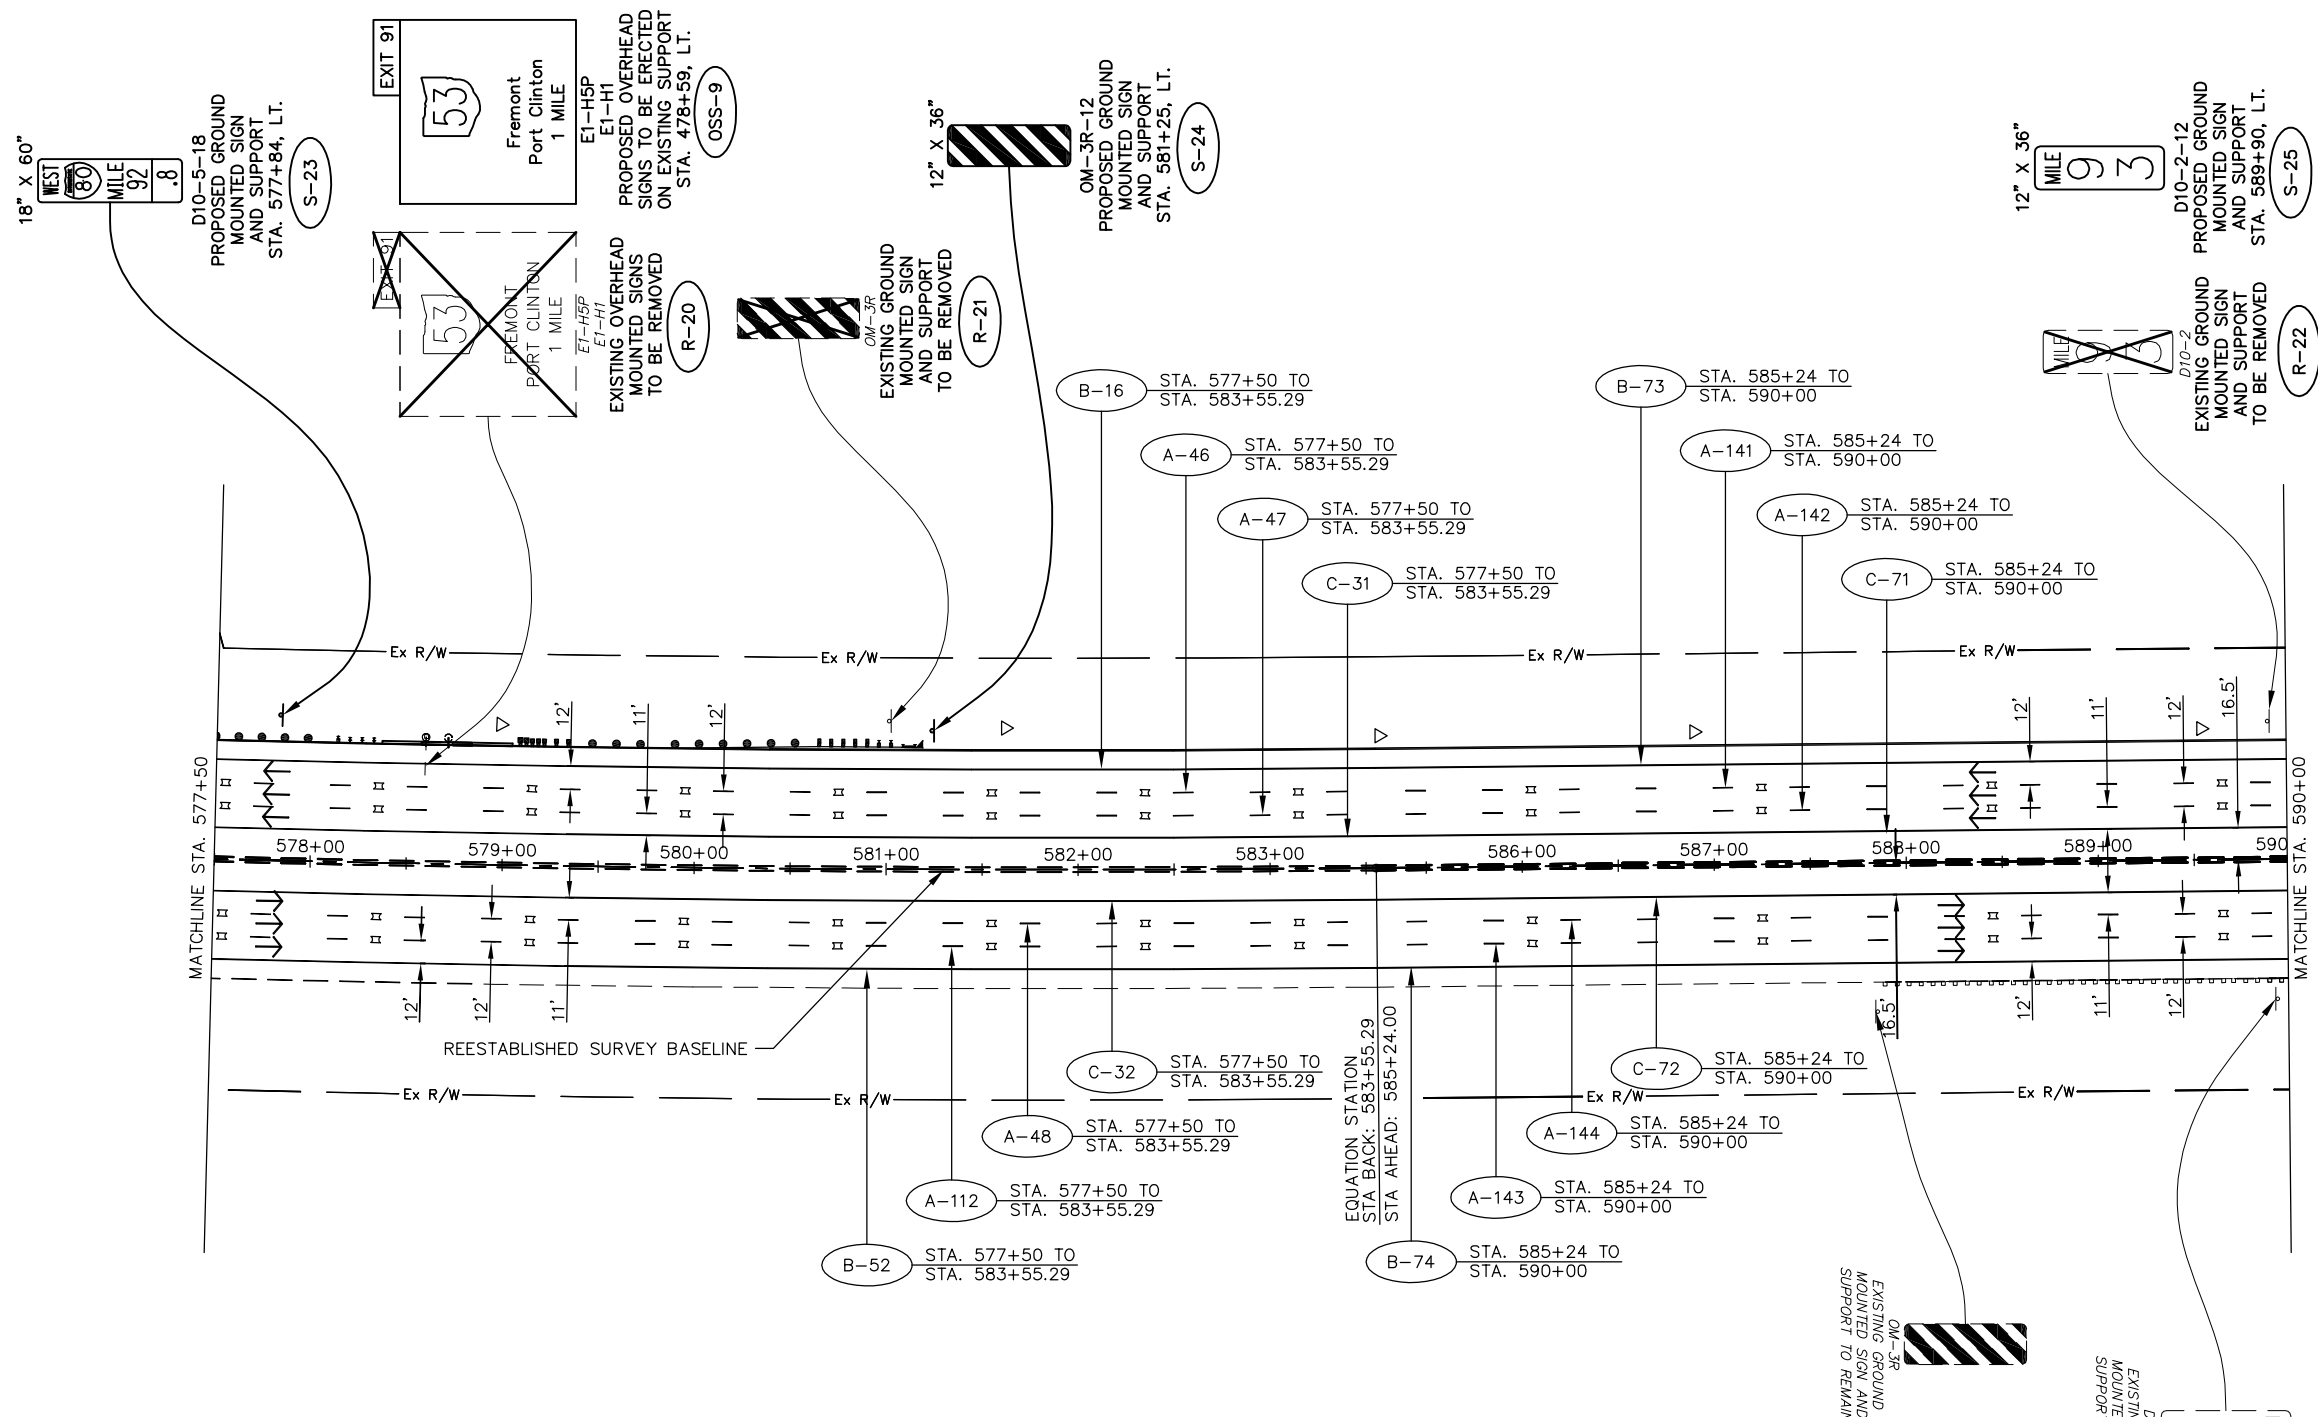 18" X 60"
WEST
80
MILE
92
.8
D10-5-18
PROPOSED GROUND
MOUNTED SIGN
AND SUPPORT
STA. 577+84, LT.
S-23
EXIT 91
53
Fremont
Port Clinton
1 MILE
E1-H5P
E1-H1
PROPOSED OVERHEAD
SIGNS TO BE ERECTED
ON EXISTING SUPPORT
STA. 478+59, LT.
OSS-9
EXIT 91
53
FREMONT
PORT CLINTON
1 MILE
E1-H5P
E1-H1
EXISTING OVERHEAD
MOUNTED SIGNS
TO BE REMOVED
R-20
OM-3R
EXISTING GROUND
MOUNTED SIGN
AND SUPPORT
TO BE REMOVED
R-21
12" X 36"
OM-3R-12
PROPOSED GROUND
MOUNTED SIGN
AND SUPPORT
STA. 581+25, LT.
S-24
12" X 36"
MILE
9
3
D10-2-12
PROPOSED GROUND
MOUNTED SIGN
AND SUPPORT
STA. 589+90, LT.
S-25
MILE
9
3
D10-2
EXISTING GROUND
MOUNTED SIGN
AND SUPPORT
TO BE REMOVED
R-22
B-16
STA. 577+50 TO
STA. 583+55.29
A-46
STA. 577+50 TO
STA. 583+55.29
A-47
STA. 577+50 TO
STA. 583+55.29
C-31
STA. 577+50 TO
STA. 583+55.29
B-73
STA. 585+24 TO
STA. 590+00
A-141
STA. 585+24 TO
STA. 590+00
A-142
STA. 585+24 TO
STA. 590+00
C-71
STA. 585+24 TO
STA. 590+00
Ex R/W
Ex R/W
Ex R/W
Ex R/W
12'
11'
12'
12'
11'
12'
16.5'
MATCHLINE STA. 577+50
578+00
579+00
580+00
581+00
582+00
583+00
586+00
587+00
588+00
589+00
590
MATCHLINE STA. 590+00
12'
12'
11'
16.5'
12'
11'
12'
REESTABLISHED SURVEY BASELINE
EQUATION STATION
STA BACK: 583+55.29
STA AHEAD: 585+24.00
Ex R/W
Ex R/W
Ex R/W
Ex R/W
C-32
STA. 577+50 TO
STA. 583+55.29
A-48
STA. 577+50 TO
STA. 583+55.29
A-112
STA. 577+50 TO
STA. 583+55.29
B-52
STA. 577+50 TO
STA. 583+55.29
C-72
STA. 585+24 TO
STA. 590+00
A-144
STA. 585+24 TO
STA. 590+00
A-143
STA. 585+24 TO
STA. 590+00
B-74
STA. 585+24 TO
STA. 590+00
OM-3R
EXISTING GROUND
MOUNTED SIGN AND
SUPPORT TO REMAIN